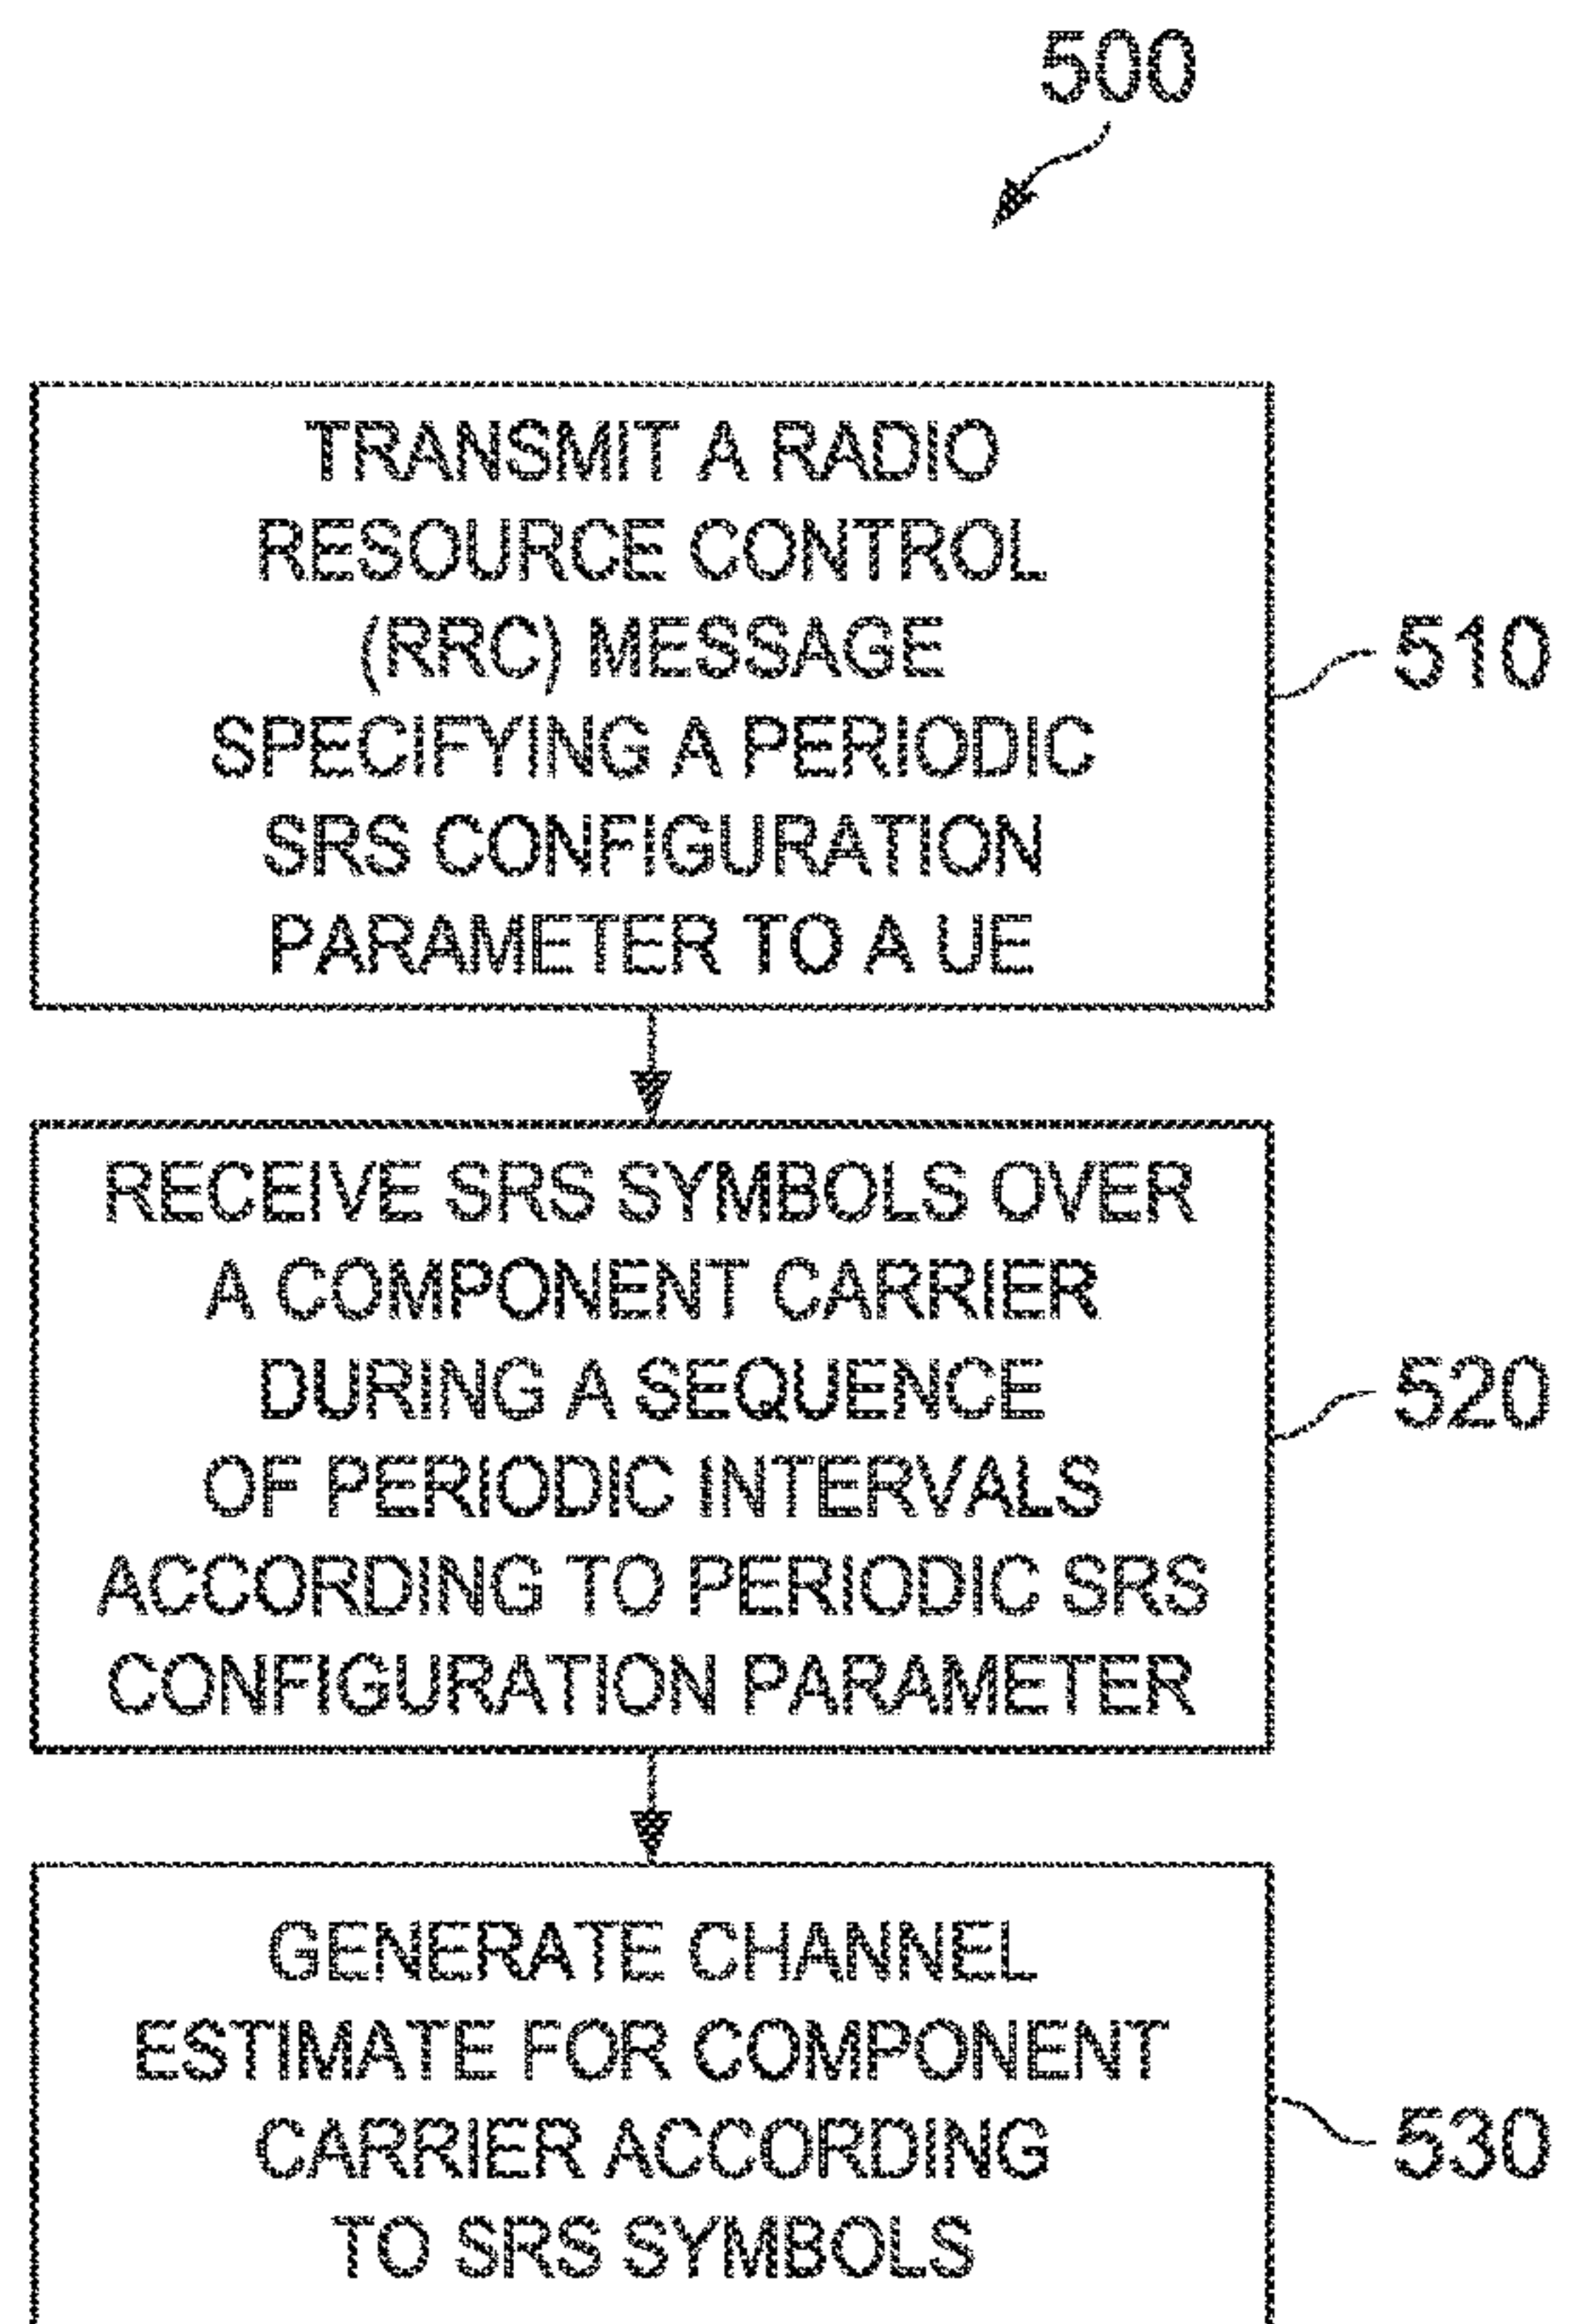 500
TRANSMIT A RADIO
RESOURCE CONTROL
(RRC) MESSAGE
SPECIFYING A PERIODIC
SRS CONFIGURATION
PARAMETER TO A UE
510
RECEIVE SRS SYMBOLS OVER
A COMPONENT CARRIER
DURING A SEQUENCE
OF PERIODIC INTERVALS
ACCORDING TO PERIODIC SRS
CONFIGURATION PARAMETER
520
GENERATE CHANNEL
ESTIMATE FOR COMPONENT
CARRIER ACCORDING
TO SRS SYMBOLS
530